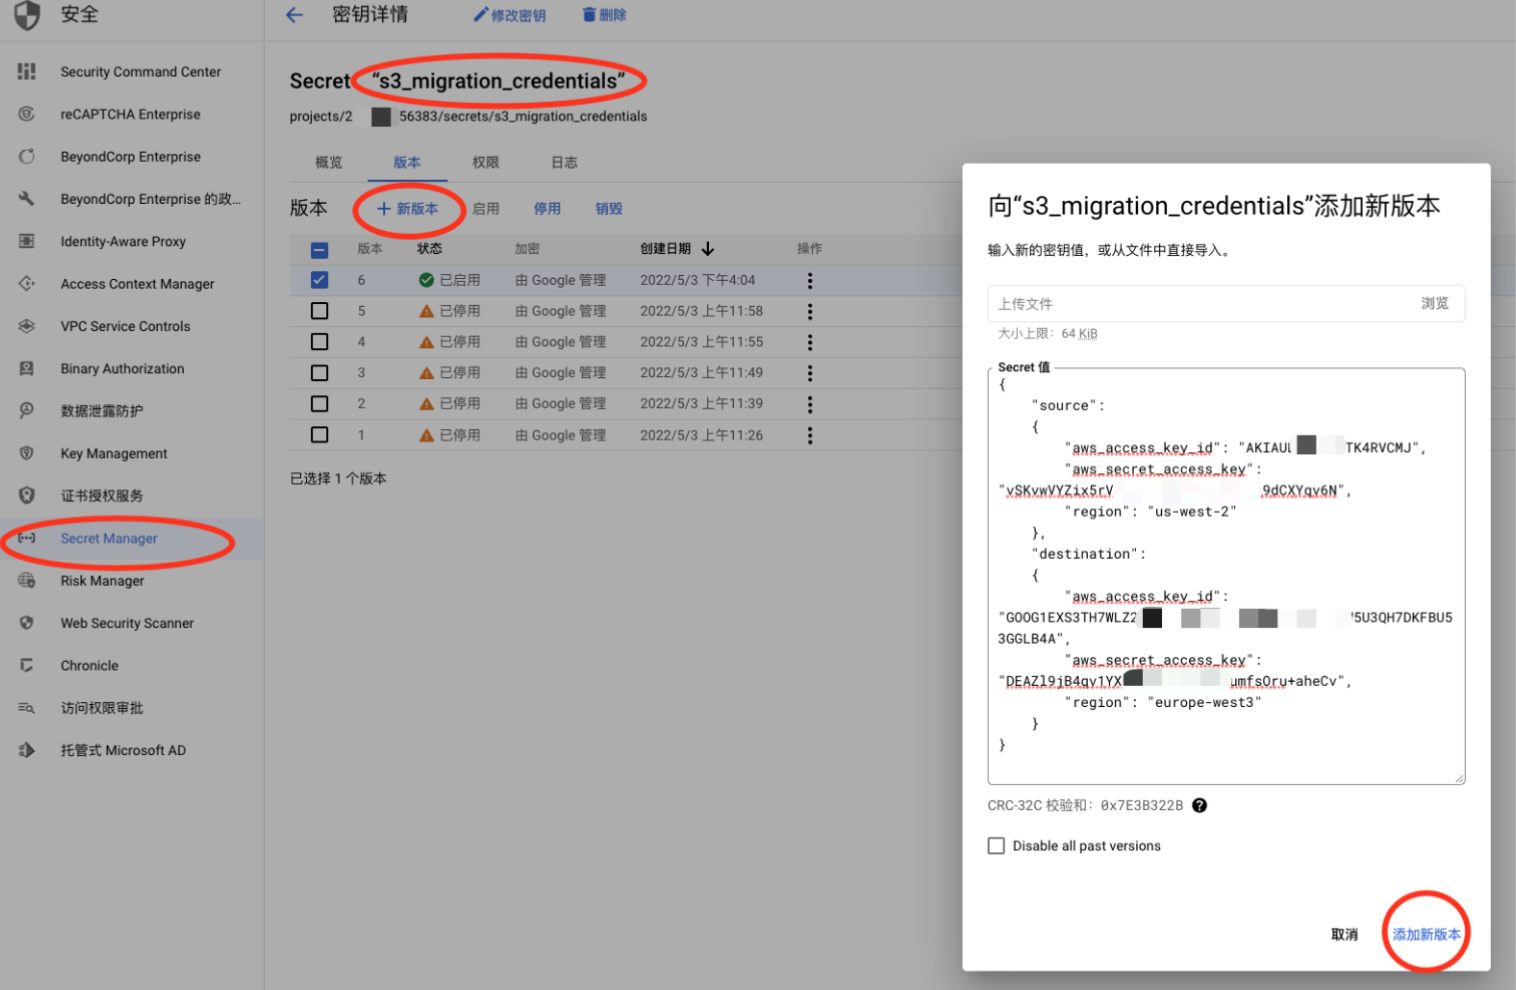 安全
密钥详情
修改密钥
删除
Security Command Center
reCAPTCHA Enterprise
BeyondCorp Enterprise
BeyondCorp Enterprise 的政...
Identity-Aware Proxy
Access Context Manager
VPC Service Controls
Binary Authorization
数据泄露防护
Key Management
证书授权服务
Secret Manager
Risk Manager
Web Security Scanner
Chronicle
访问权限审批
托管式 Microsoft AD
Secret “s3_migration_credentials”
projects/2 56383/secrets/s3_migration_credentials
概览 版本 权限 日志
版本 + 新版本 启用 停用 销毁
版本 状态 加密 创建日期 操作
6 已启用 由 Google 管理 2022/5/3 下午4:04
5 已停用 由 Google 管理 2022/5/3 上午11:58
4 已停用 由 Google 管理 2022/5/3 上午11:55
3 已停用 由 Google 管理 2022/5/3 上午11:49
2 已停用 由 Google 管理 2022/5/3 上午11:39
1 已停用 由 Google 管理 2022/5/3 上午11:26
已选择 1 个版本
向“s3_migration_credentials”添加新版本
输入新的密钥值，或从文件中直接导入。
上传文件 浏览
大小上限：64 KiB
Secret 值
{
"source":
{
"aws_access_key_id": "AKIAU TK4RVCMJ",
"aws_secret_access_key":
"vSKvwVYZix5rV 9dCXYqv6N",
"region": "us-west-2"
},
"destination":
{
"aws_access_key_id":
"GOOG1EXS3TH7WLZ2 5U3QH7DKFBU5
3GGLB4A",
"aws_secret_access_key":
"DEAZl9jB4qv1YX umfsOru+aheCv",
"region": "europe-west3"
}
}
CRC-32C 校验和：0x7E3B322B
Disable all past versions
取消 添加新版本